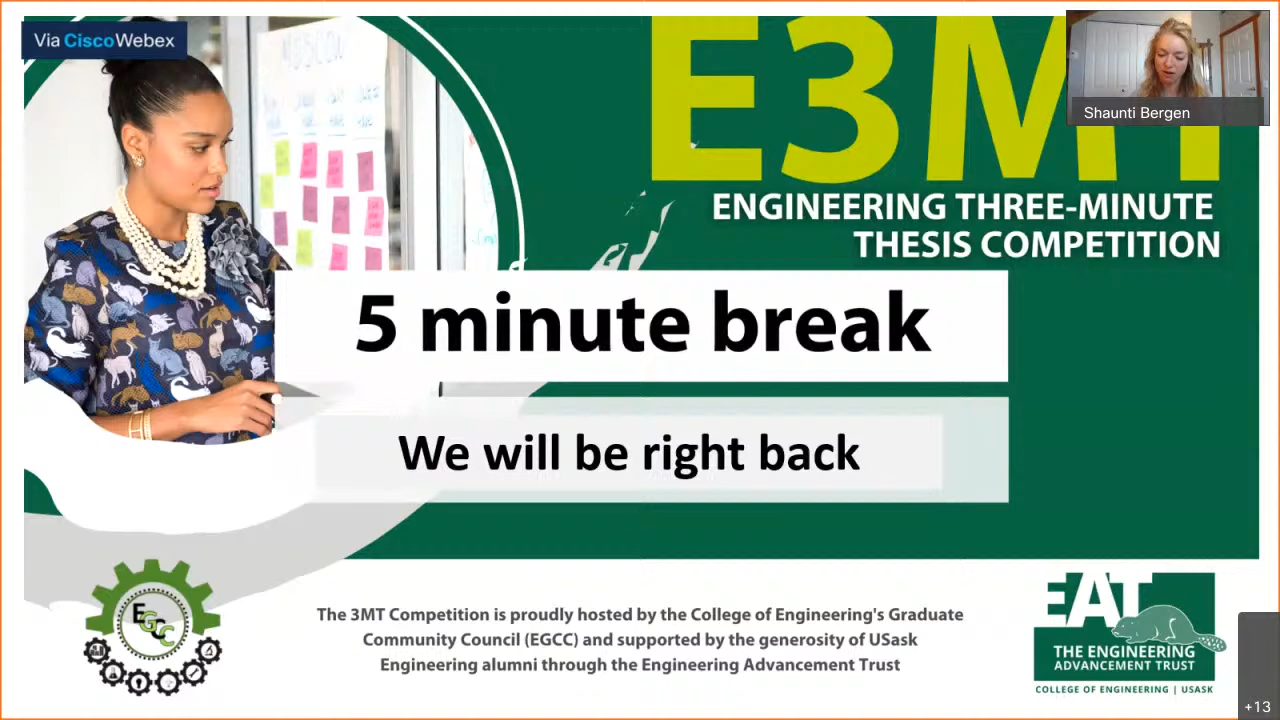 Via CiscoWebex
E3MT
Shaunti Bergen
ENGINEERING THREE-MINUTE
THESIS COMPETITION
5 minute break
We will be right back
EGCC
The 3MT Competition is proudly hosted by the College of Engineering's Graduate
Community Council (EGCC) and supported by the generosity of USask
Engineering alumni through the Engineering Advancement Trust
EAT
THE ENGINEERING
ADVANCEMENT TRUST
COLLEGE OF ENGINEERING | USASK
+13